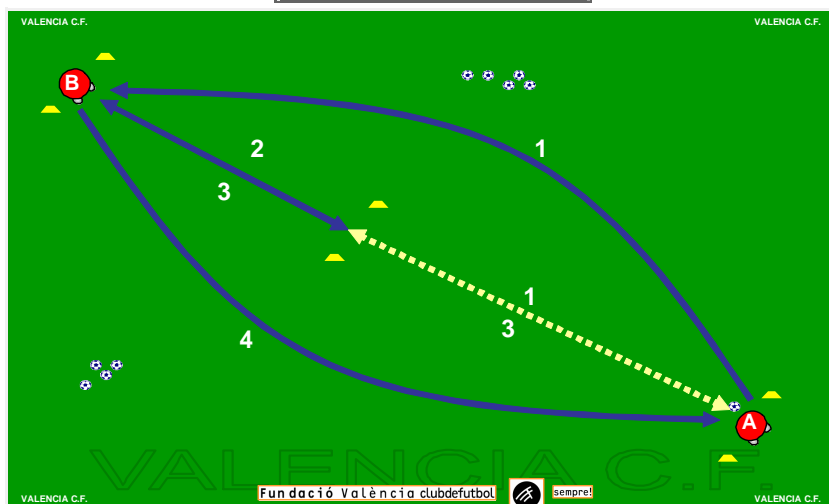 VALENCIA C.F.
VALENCIA C.F.
B
2
1
3
1
3
4
A
VALENCIA C.F.
Fundació València clubdefutbol
sempre!
VALENCIA C.F.
VALENCIA C.F.